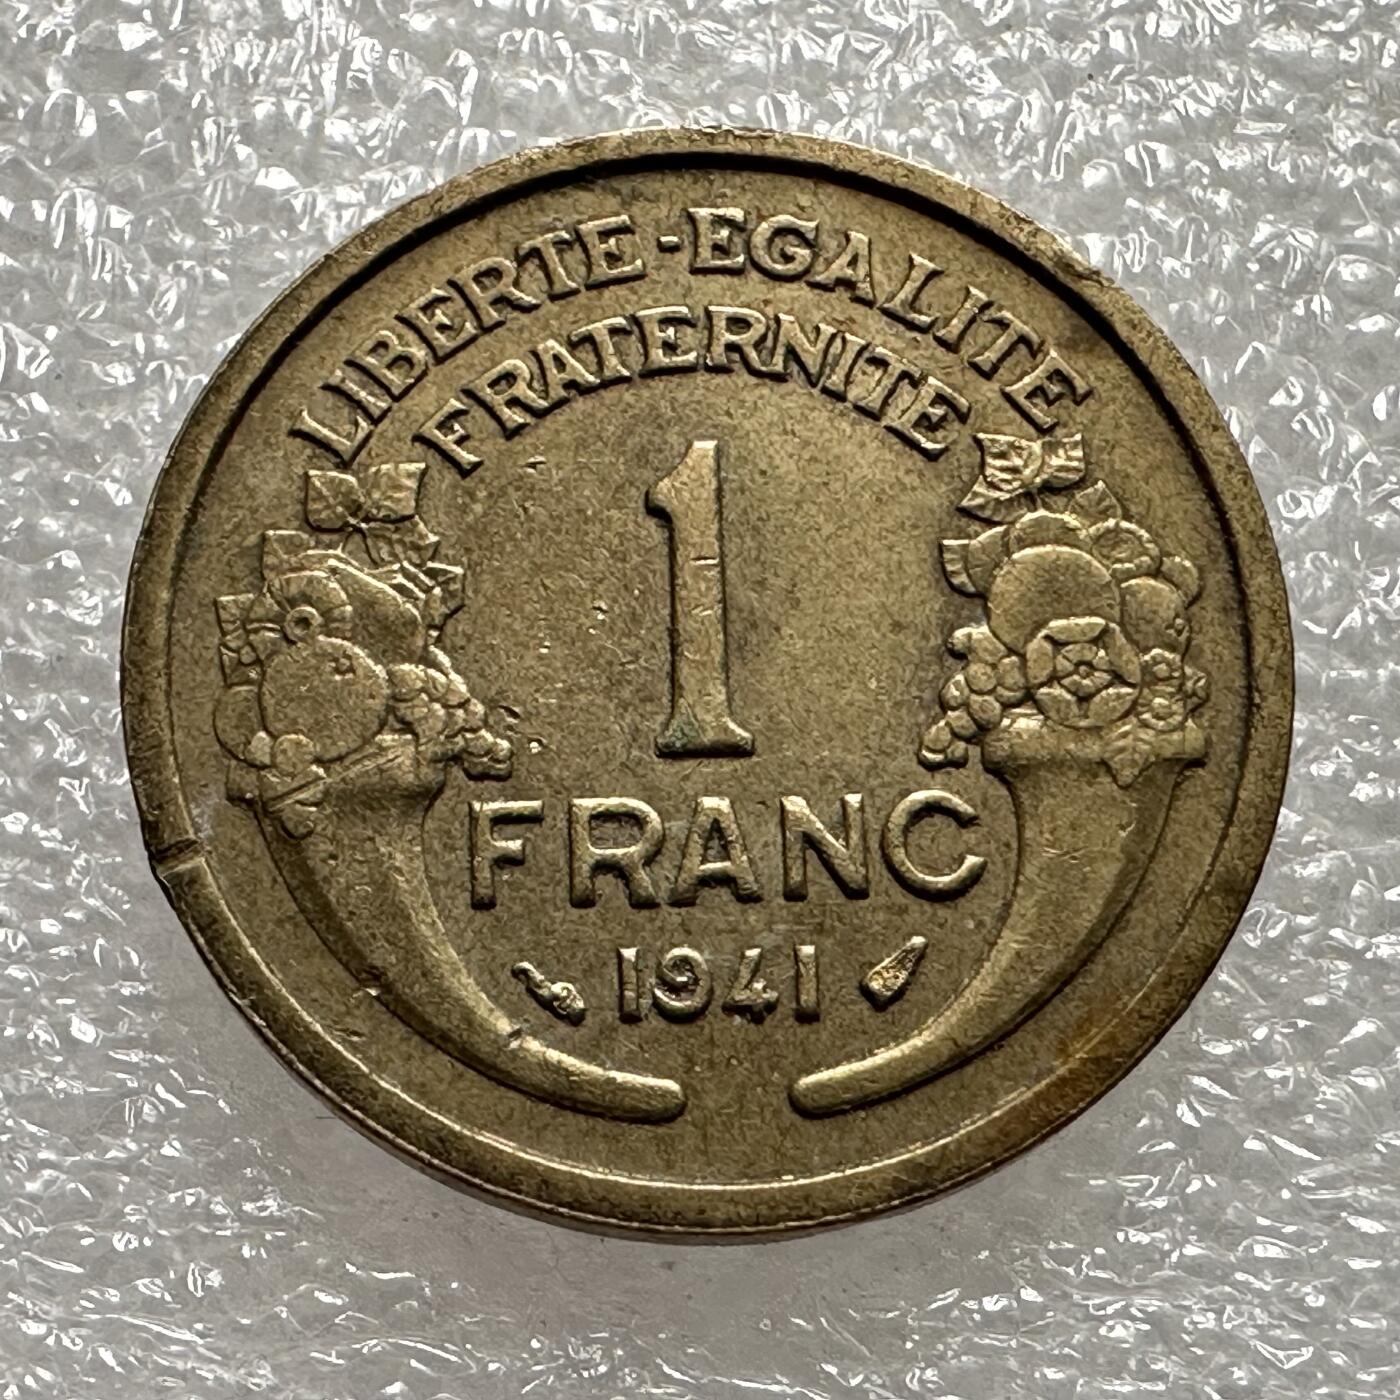 LIBERTE-EGALITE
FRATERNITE
1
FRANC
1941